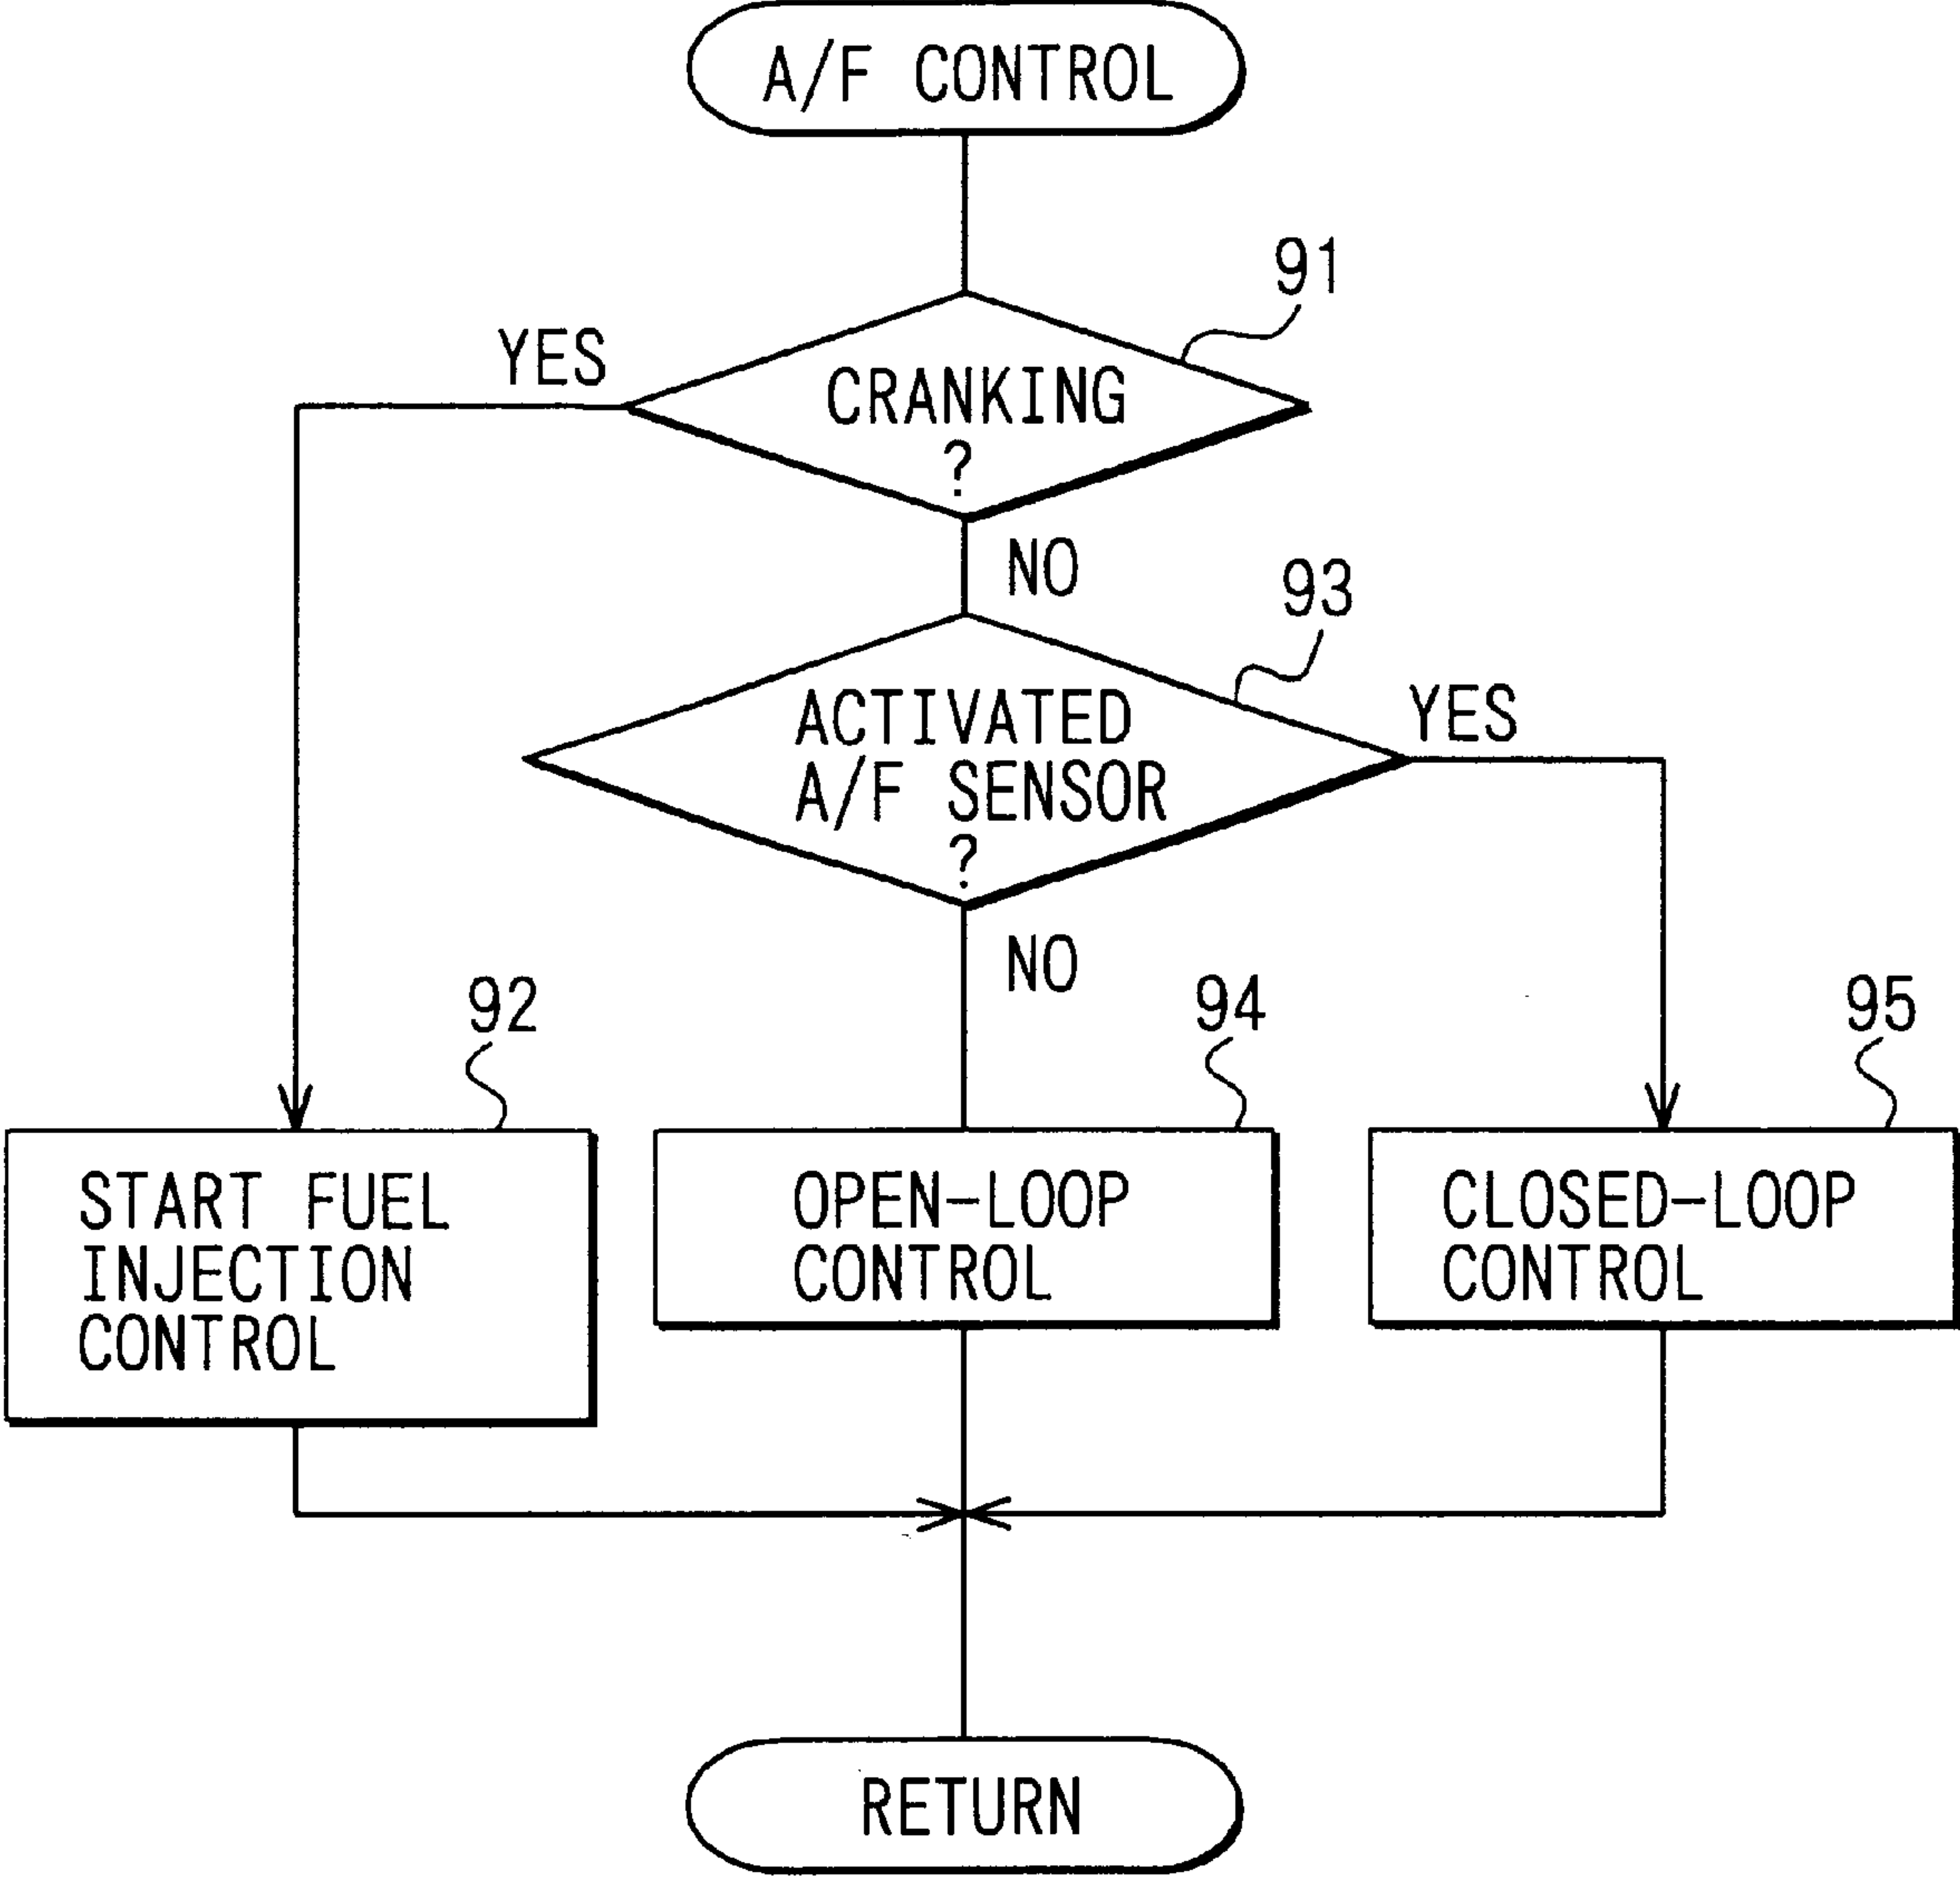 A/F CONTROL
91
YES
CRANKING
?
NO
93
ACTIVATED
A/F SENSOR
?
YES
NO
92
94
95
START FUEL
INJECTION
CONTROL
OPEN-LOOP
CONTROL
CLOSED-LOOP
CONTROL
RETURN